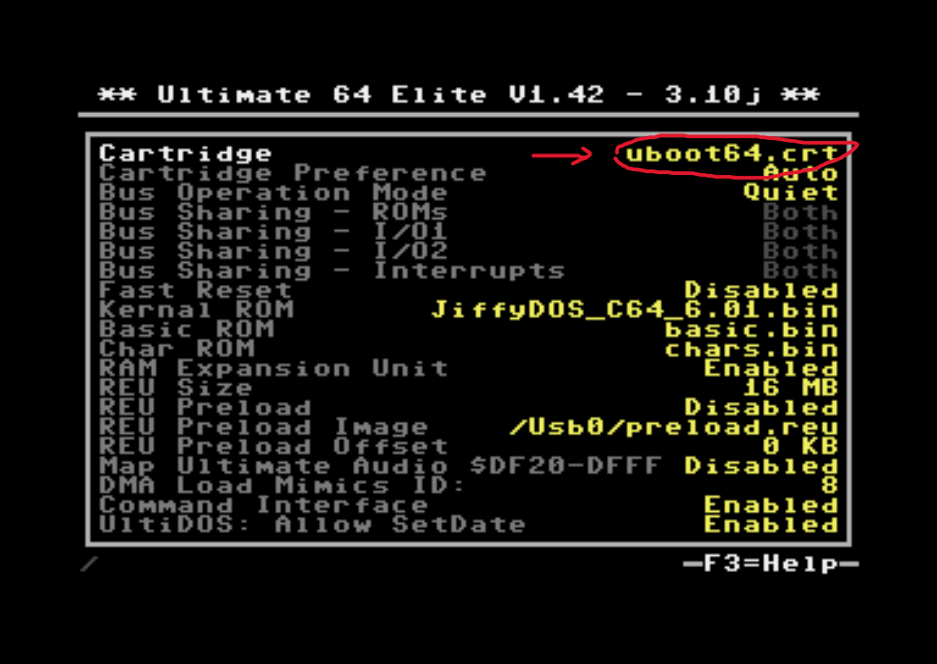 ** Ultimate 64 Elite V1.42 - 3.10j **
Cartridge uboot64.crt
Cartridge Preference Auto
Bus Operation Mode Quiet
Bus Sharing - ROMs Both
Bus Sharing - I/O1 Both
Bus Sharing - I/O2 Both
Bus Sharing - Interrupts Both
Fast Reset Disabled
Kernal ROM JiffyDOS_C64_6.01.bin
Basic ROM basic.bin
Char ROM chars.bin
RAM Expansion Unit Enabled
REU Size 16 MB
REU Preload Disabled
REU Preload Image /Usb0/preload.reu
REU Preload Offset 0 KB
Map Ultimate Audio $DF20-DFFF Disabled
DMA Load Mimics ID: 8
Command Interface Enabled
UltiDOS: Allow SetDate Enabled
/ —F3=Help—